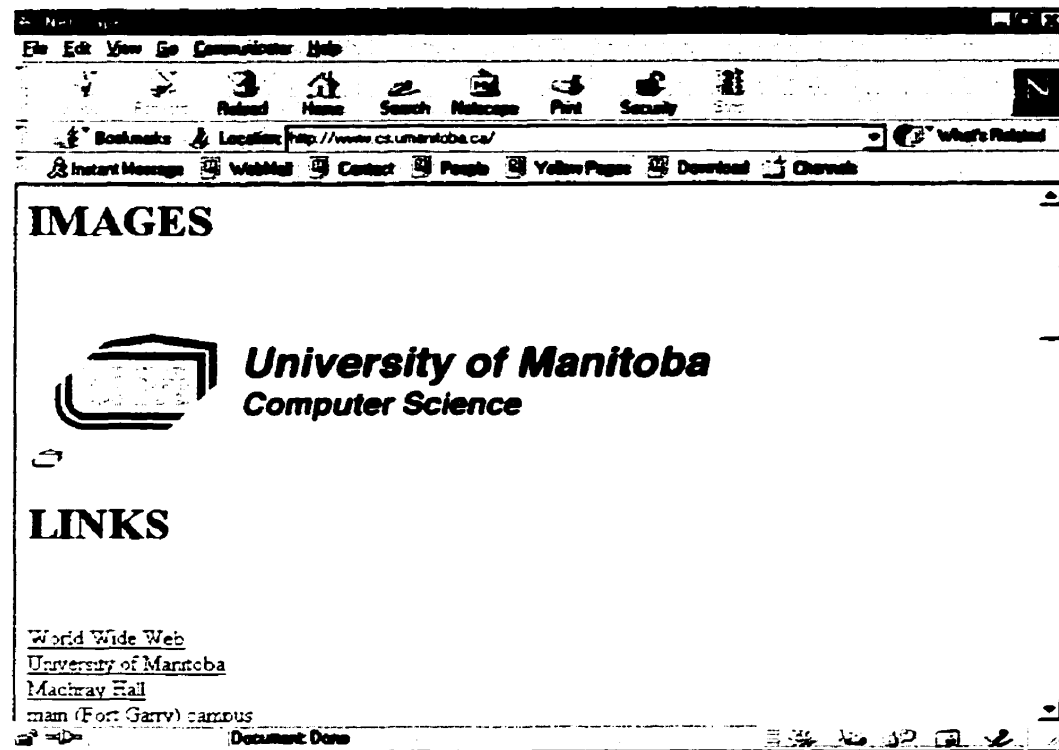 File Edit View Go Communicator Help
Reload Home Search Netscape Print Security Stop
Bookmarks Location: http://www.cs.umanitoba.ca/ What's Related
Instant Message WebMail Contact People Yellow Pages Download Channels
IMAGES
University of Manitoba
Computer Science
LINKS
World Wide Web
University of Manitoba
Machray Hall
main (Fort Garry) campus
Document: Done